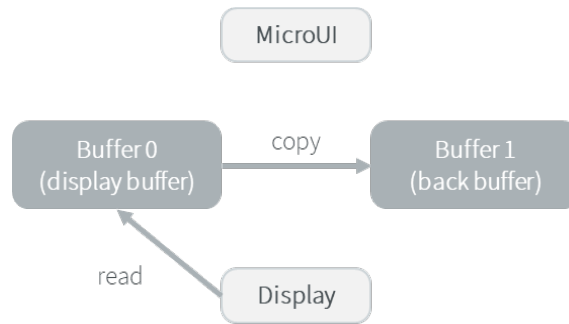 MicroUI
Buffer 0
(display buffer)
copy
Buffer 1
(back buffer)
read
Display